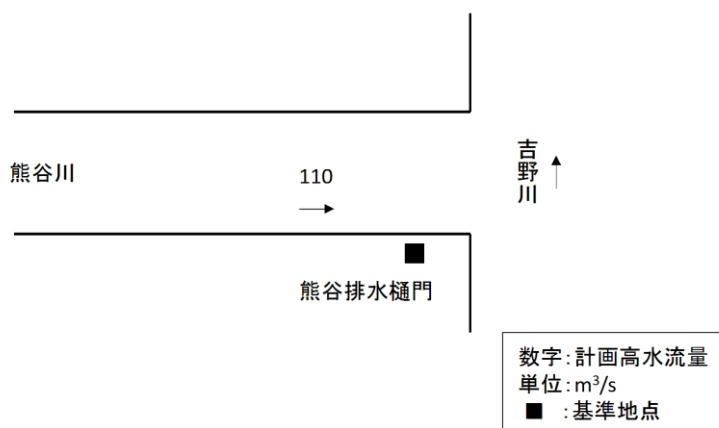 熊谷川
110
→
吉野川
↑
■
熊谷排水樋門
数字:計画高水流量
単位:m³/s
■ :基準地点